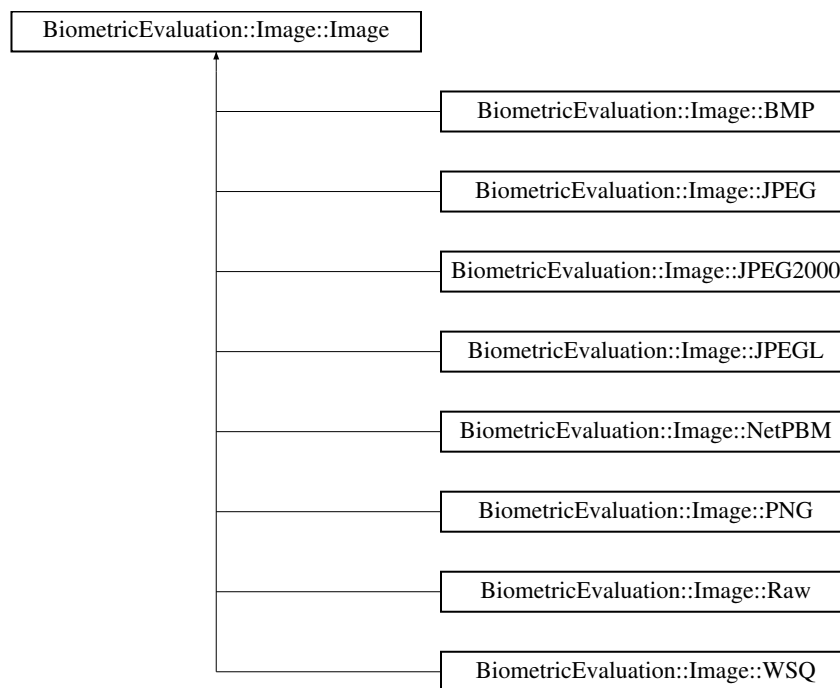 BiometricEvaluation::Image::Image
BiometricEvaluation::Image::BMP
BiometricEvaluation::Image::JPEG
BiometricEvaluation::Image::JPEG2000
BiometricEvaluation::Image::JPEGL
BiometricEvaluation::Image::NetPBM
BiometricEvaluation::Image::PNG
BiometricEvaluation::Image::Raw
BiometricEvaluation::Image::WSQ